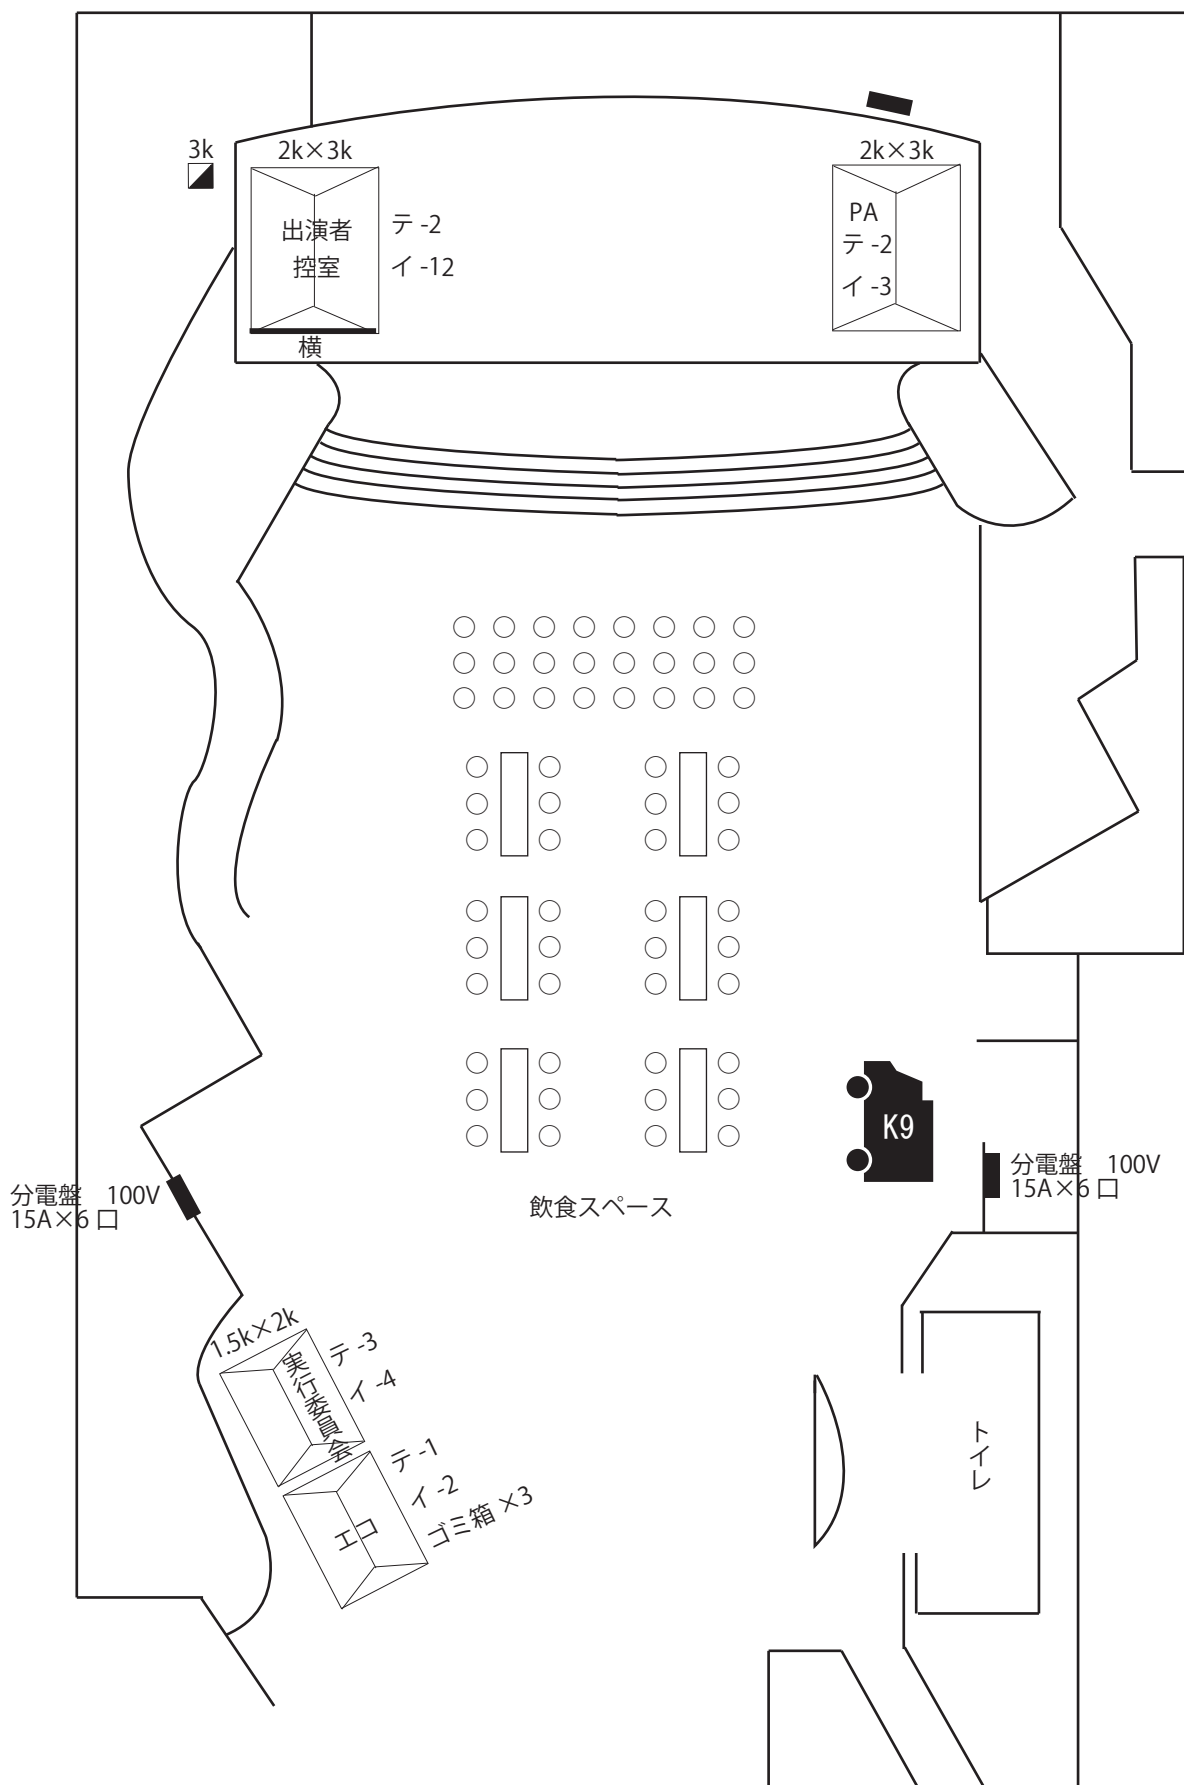 3k
2k×3k
出演者
控室
テ -2
イ -12
横
2k×3k
PA
テ -2
イ -3
K9
分電盤　100V
15A×6 口
分電盤　100V
15A×6 口
飲食スペース
1.5k×2k
実行委員会
テ -3
イ -4
エコ
テ -1
イ -2
ゴミ箱 ×3
トイレ